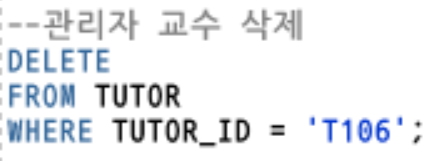 --관리자 교수 삭제
DELETE
FROM TUTOR
WHERE TUTOR_ID = 'T106';